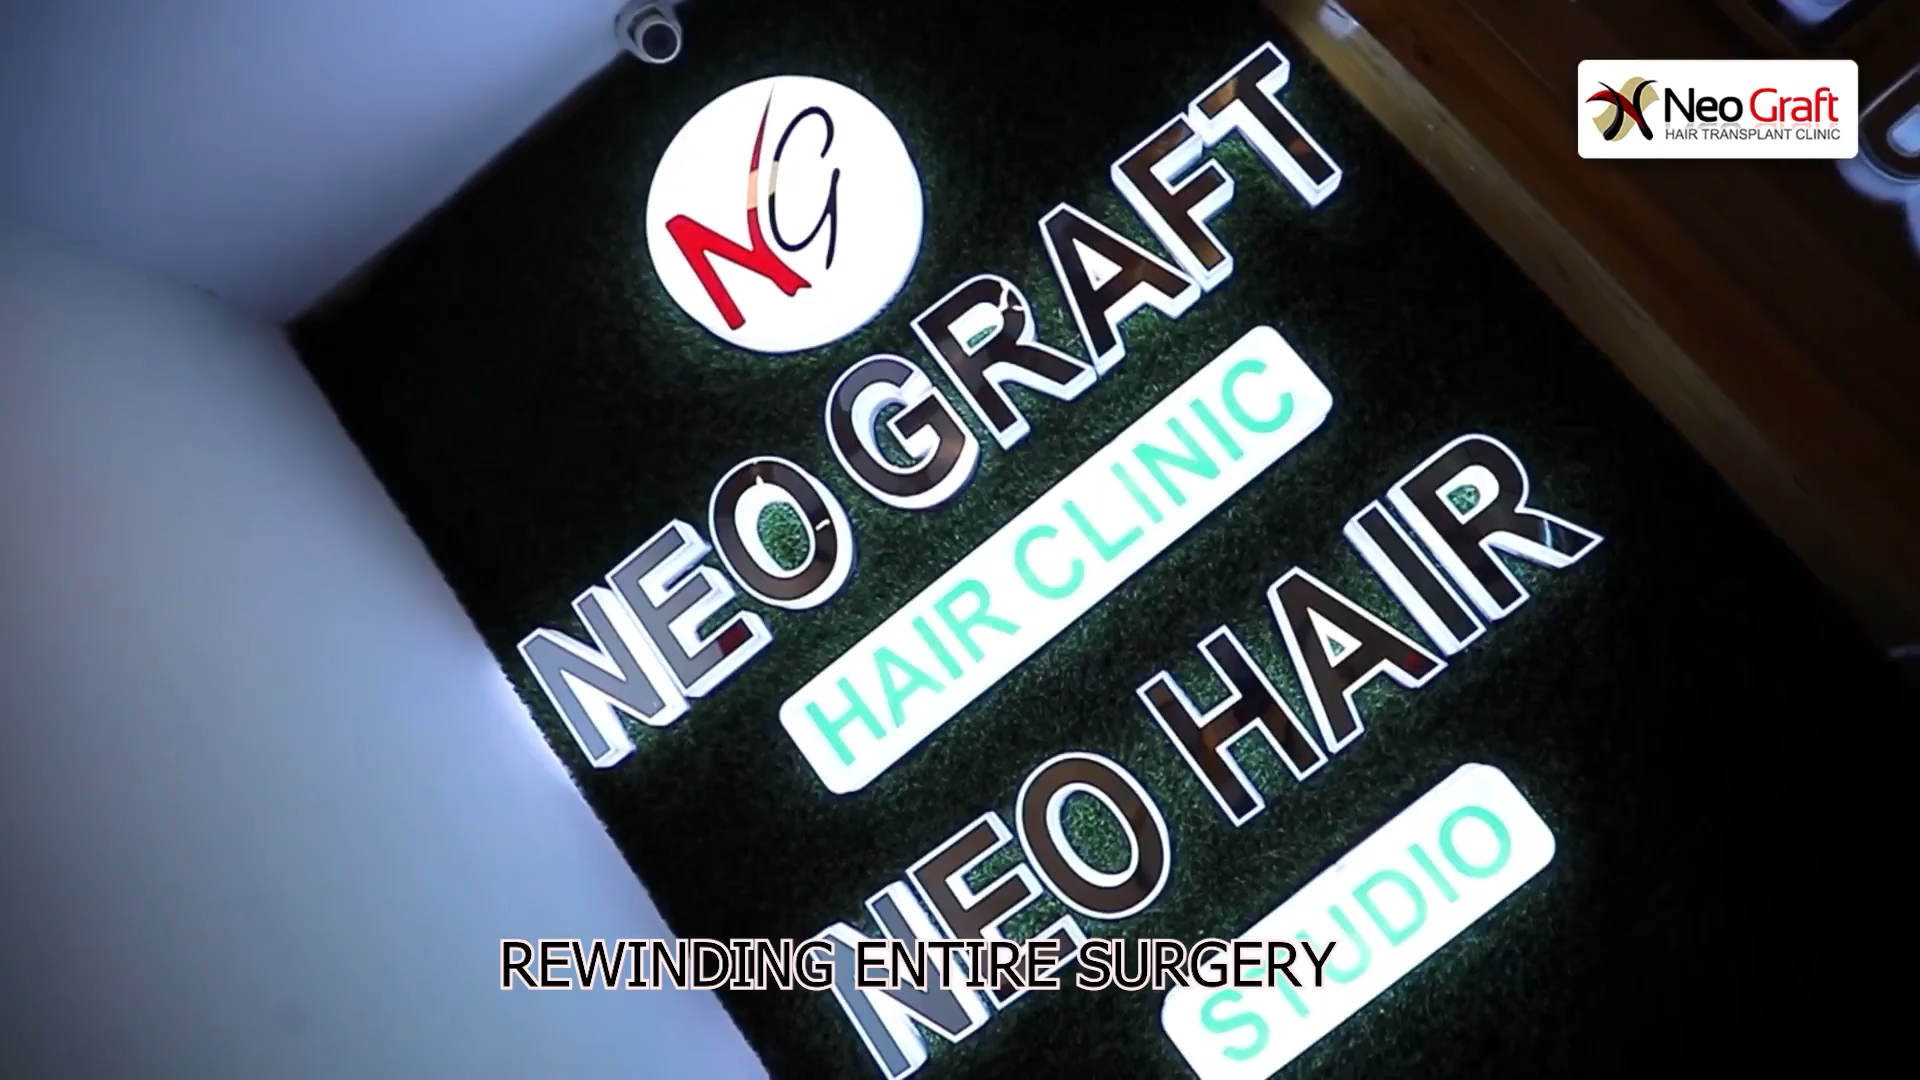 NG
NEO GRAFT
HAIR CLINIC
NEO HAIR
STUDIO
Neo Graft
HAIR TRANSPLANT CLINIC
REWINDING ENTIRE SURGERY